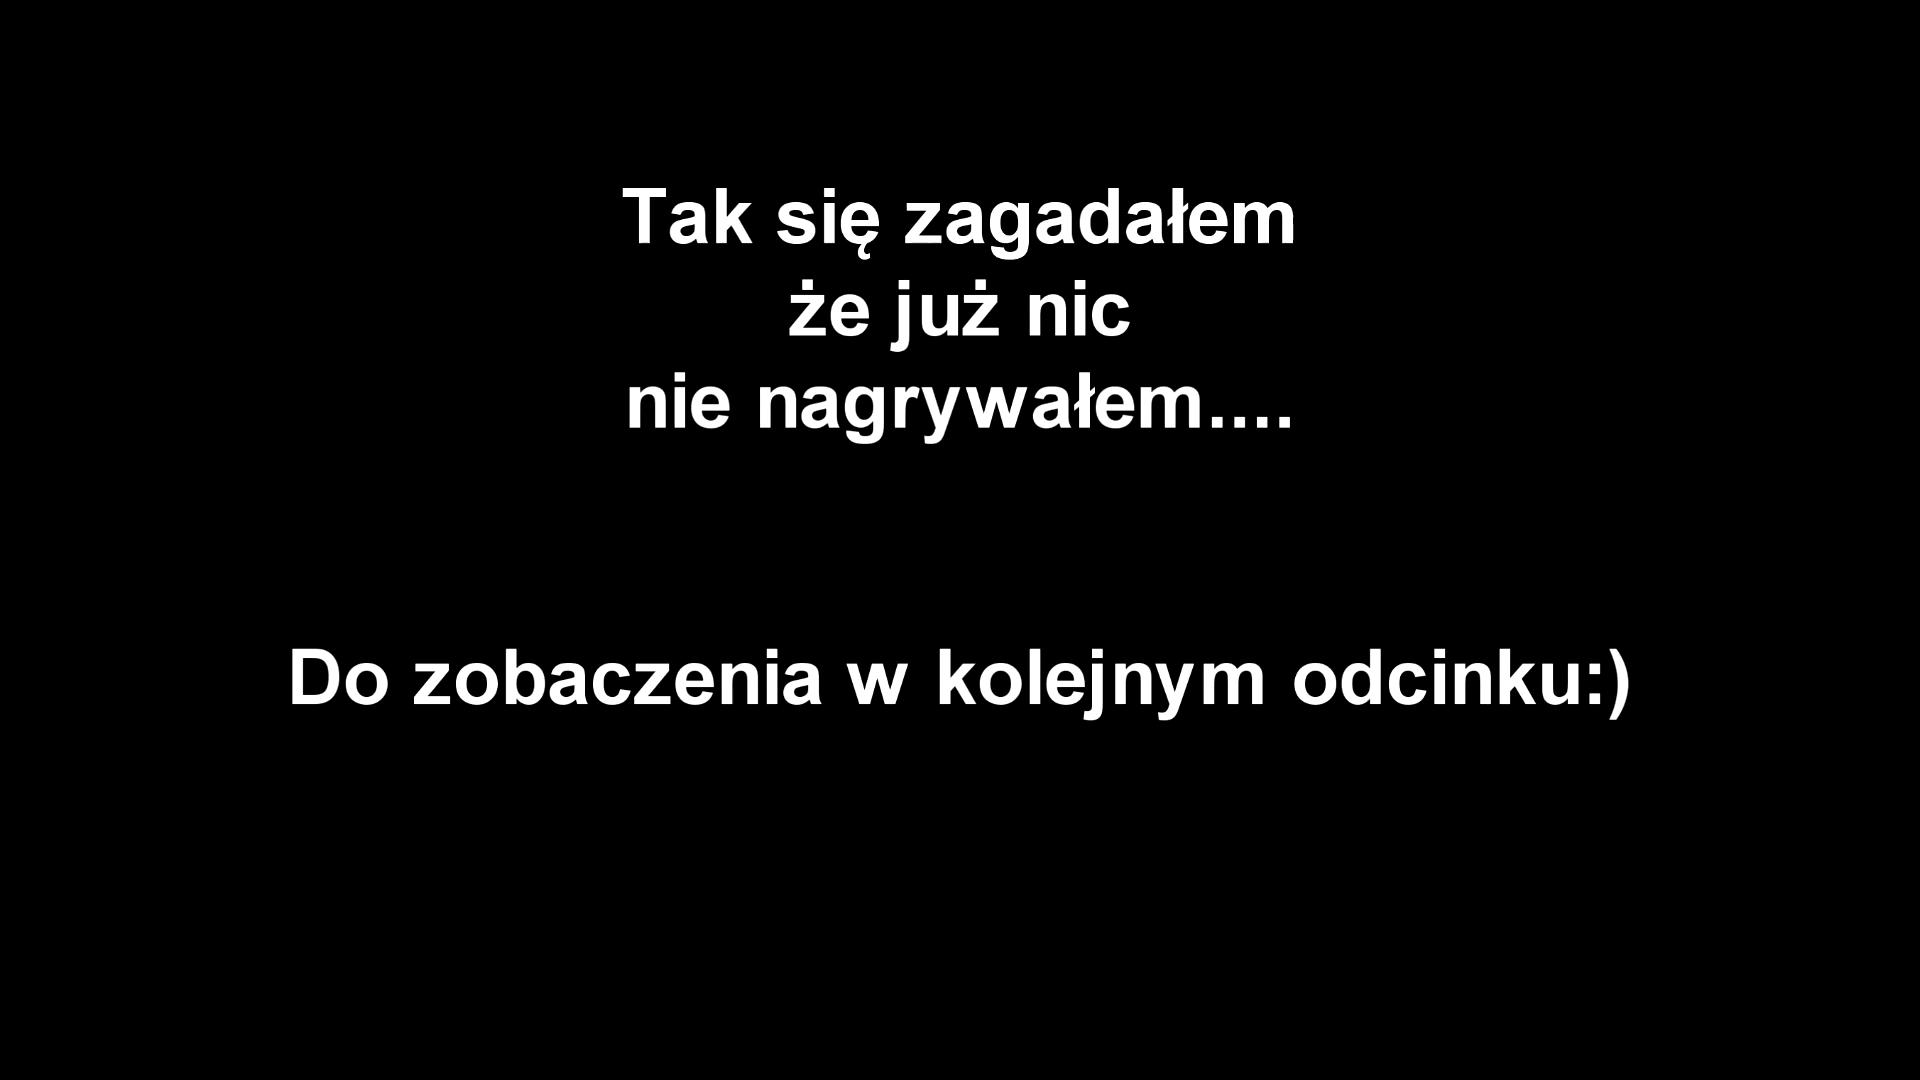 Tak się zagadałem
że już nic
nie nagrywałem....
Do zobaczenia w kolejnym odcinku:)